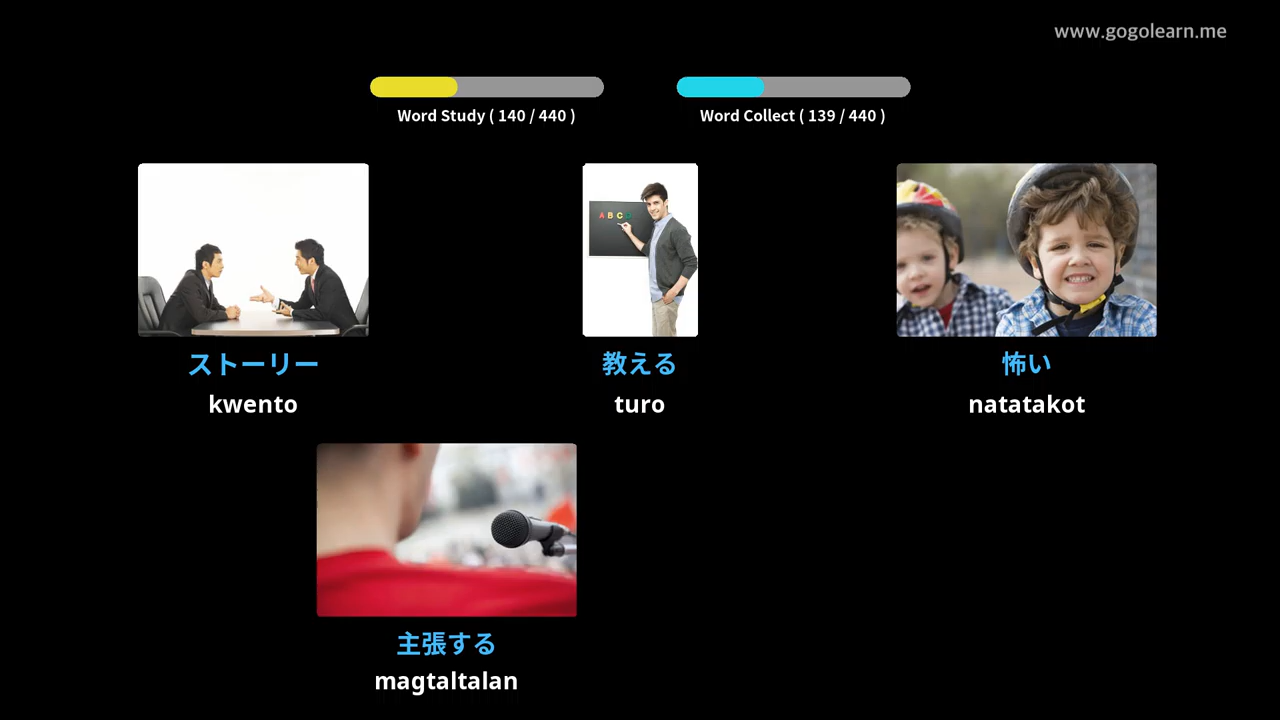 www.gogolearn.me
Word Study ( 140 / 440 )
Word Collect ( 139 / 440 )
A B C D
ストーリー
kwento
教える
turo
怖い
natatakot
主張する
magtaltalan